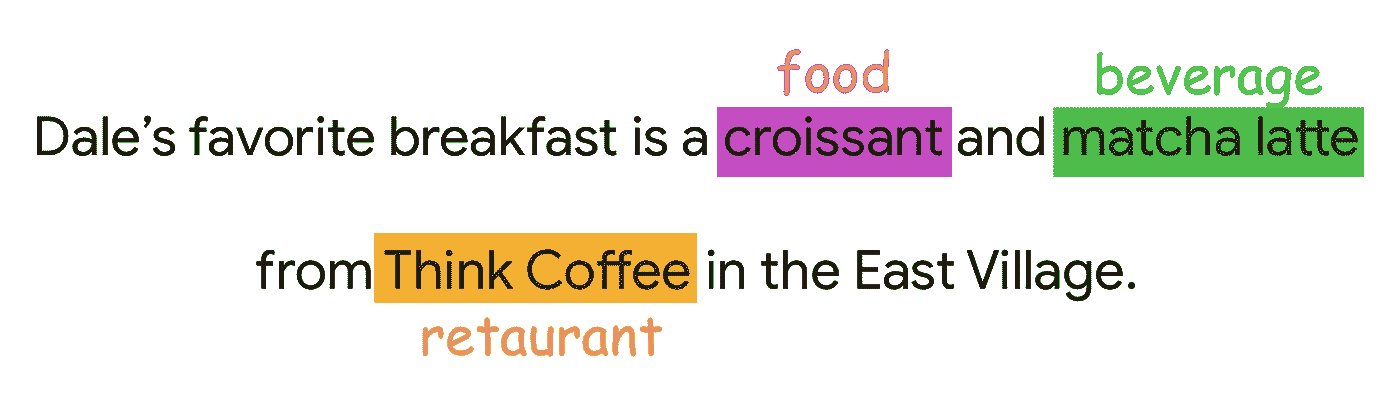 food beverage
Dale’s favorite breakfast is a croissant and matcha latte
from Think Coffee in the East Village.
retaurant